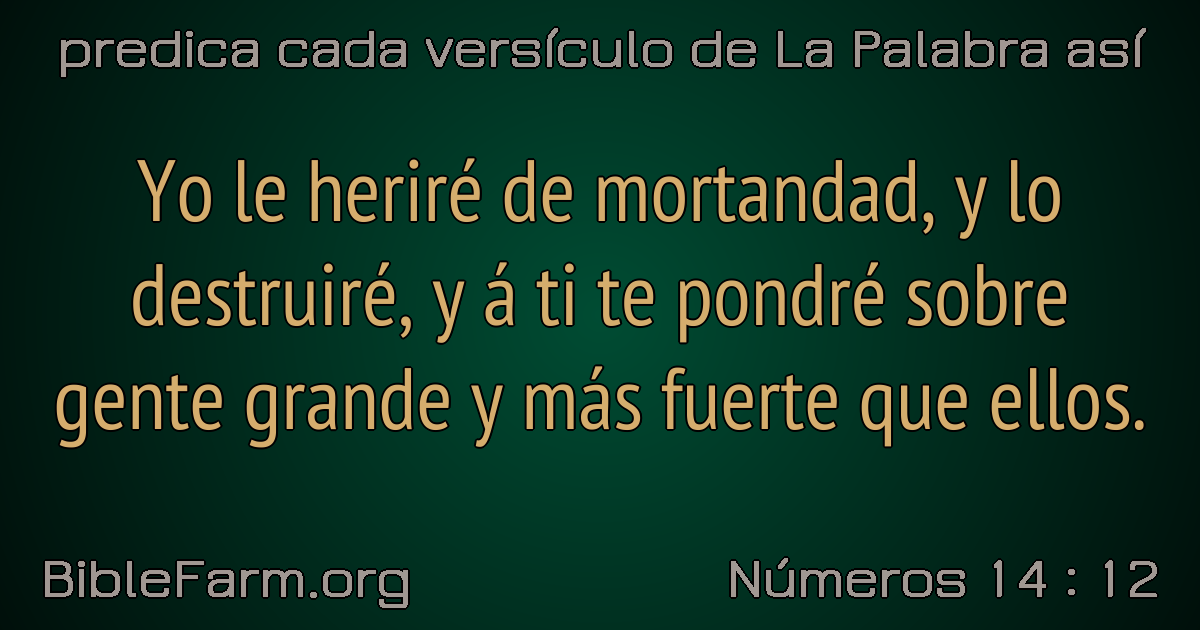 predica cada versículo de La Palabra así
Yo le heriré de mortandad, y lo
destruiré, y á ti te pondré sobre
gente grande y más fuerte que ellos.
BibleFarm.org
Números 14 : 12